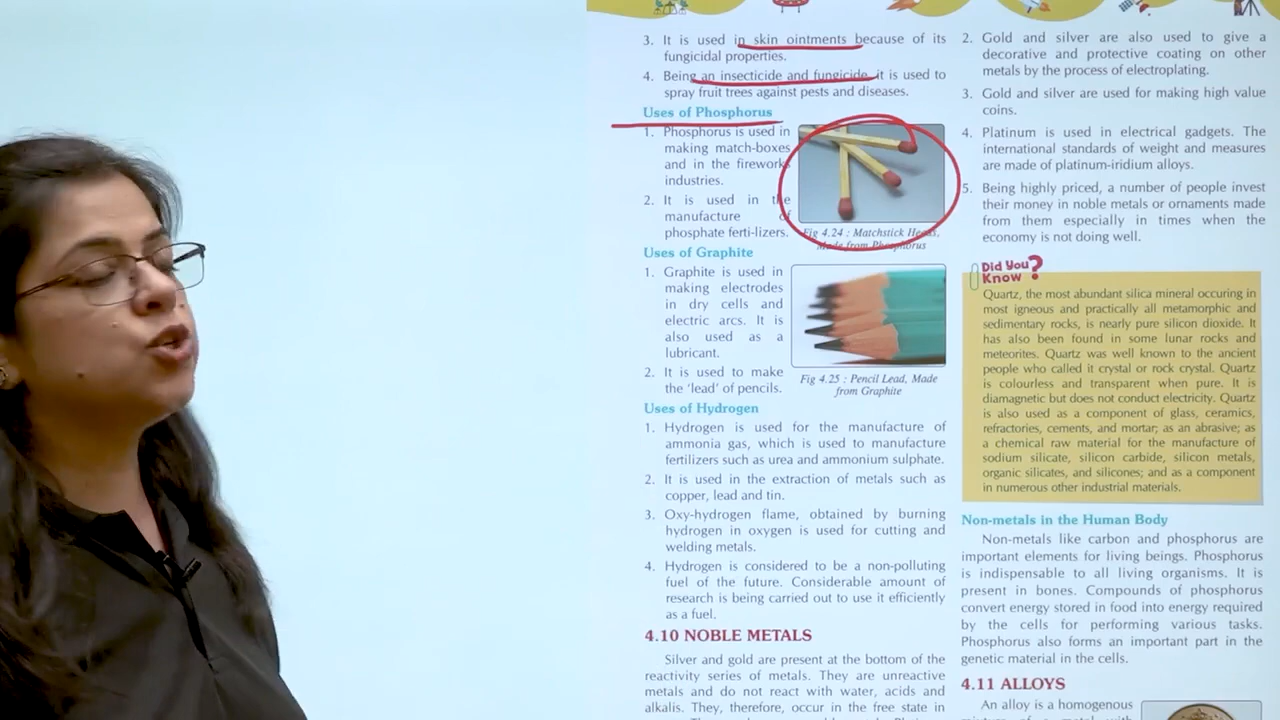 3. It is used in skin ointments because of its
fungicidal properties.
4. Being an insecticide and fungicide, it is used to
spray fruit trees against pests and diseases.
Uses of Phosphorus
1. Phosphorus is used in
making match-boxes
and in the fireworks
industries.
2. It is used in the
manufacture of
phosphate ferti-lizers.
Fig 4.24 : Matchstick Heads,
Made from Phosphorus
Uses of Graphite
1. Graphite is used in
making electrodes
in dry cells and
electric arcs. It is
also used as a
lubricant.
2. It is used to make
the 'lead' of pencils.
Fig 4.25 : Pencil Lead, Made
from Graphite
Uses of Hydrogen
1. Hydrogen is used for the manufacture of
ammonia gas, which is used to manufacture
fertilizers such as urea and ammonium sulphate.
2. It is used in the extraction of metals such as
copper, lead and tin.
3. Oxy-hydrogen flame, obtained by burning
hydrogen in oxygen is used for cutting and
welding metals.
4. Hydrogen is considered to be a non-polluting
fuel of the future. Considerable amount of
research is being carried out to use it efficiently
as a fuel.
4.10 NOBLE METALS
Silver and gold are present at the bottom of the
reactivity series of metals. They are unreactive
metals and do not react with water, acids and
alkalis. They, therefore, occur in the free state in
2. Gold and silver are also used to give a
decorative and protective coating on other
metals by the process of electroplating.
3. Gold and silver are used for making high value
coins.
4. Platinum is used in electrical gadgets. The
international standards of weight and measures
are made of platinum-iridium alloys.
5. Being highly priced, a number of people invest
their money in noble metals or ornaments made
from them especially in times when the
economy is not doing well.
Did You
Know?
Quartz, the most abundant silica mineral occuring in
most igneous and practically all metamorphic and
sedimentary rocks, is nearly pure silicon dioxide. It
has also been found in some lunar rocks and
meteorites. Quartz was well known to the ancient
people who called it crystal or rock crystal. Quartz
is colourless and transparent when pure. It is
diamagnetic but does not conduct electricity. Quartz
is also used as a component of glass, ceramics,
refractories, cements, and mortar; as an abrasive; as
a chemical raw material for the manufacture of
sodium silicate, silicon carbide, silicon metals,
organic silicates, and silicones; and as a component
in numerous other industrial materials.
Non-metals in the Human Body
Non-metals like carbon and phosphorus are
important elements for living beings. Phosphorus
is indispensable to all living organisms. It is
present in bones. Compounds of phosphorus
convert energy stored in food into energy required
by the cells for performing various tasks.
Phosphorus also forms an important part in the
genetic material in the cells.
4.11 ALLOYS
An alloy is a homogenous